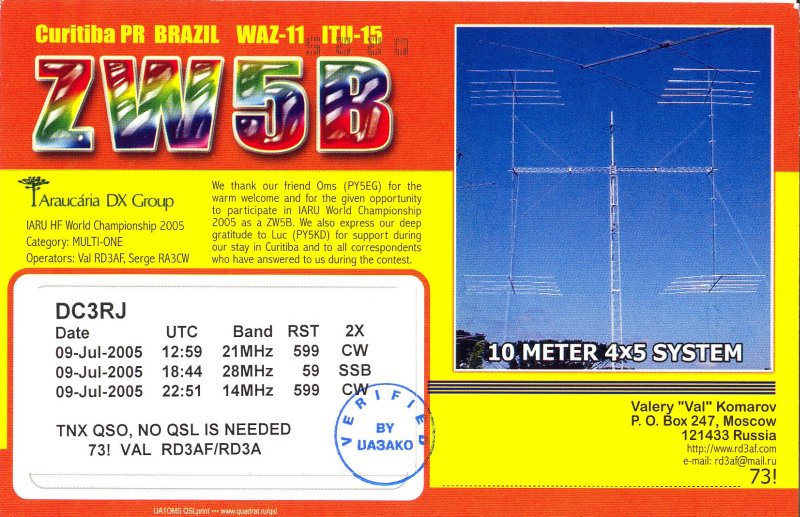 Curitiba PR BRAZIL WAZ-11 ITU-15
ZW5B
Araucária DX Group
IARU HF World Championship 2005
Category: MULTI-ONE
Operators: Val RD3AF, Serge RA3CW
We thank our friend Oms (PY5EG) for the
warm welcome and for the given opportunity
to participate in IARU World Championship
2005 as a ZW5B. We also express our deep
gratitude to Luc (PY5KD) for support during
our stay in Curitiba and to all correspondents
who have answered to us during the contest.
10 METER 4x5 SYSTEM
DC3RJ
Date UTC Band RST 2X
09-Jul-2005 12:59 21MHz 599 CW
09-Jul-2005 18:44 28MHz 59 SSB
09-Jul-2005 22:51 14MHz 599 CW
TNX QSO, NO QSL IS NEEDED
73! VAL RD3AF/RD3A
VERIFIED
BY
UA3AKO
Valery "Val" Komarov
P. O. Box 247, Moscow
121433 Russia
http://www.rd3af.com
e-mail: rd3af@mail.ru
73!
UA1OMS QSLprint ••• www.quadrat.ru/qsl